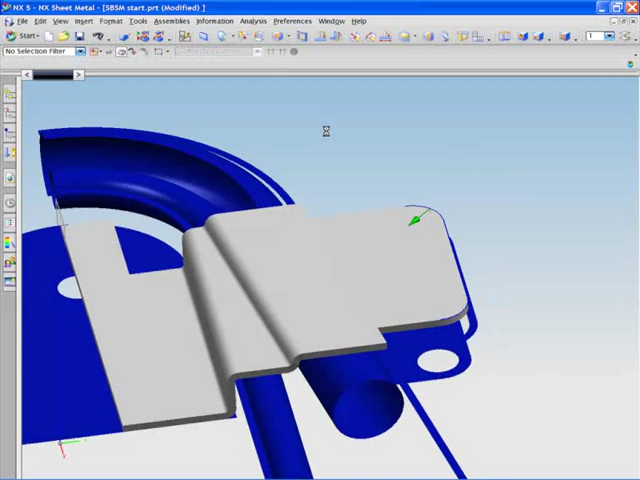 NX 5 - NX Sheet Metal - [SBSM start.prt (Modified) ]
File Edit View Insert Format Tools Assemblies Information Analysis Preferences Window Help
Start
1
No Selection Filter